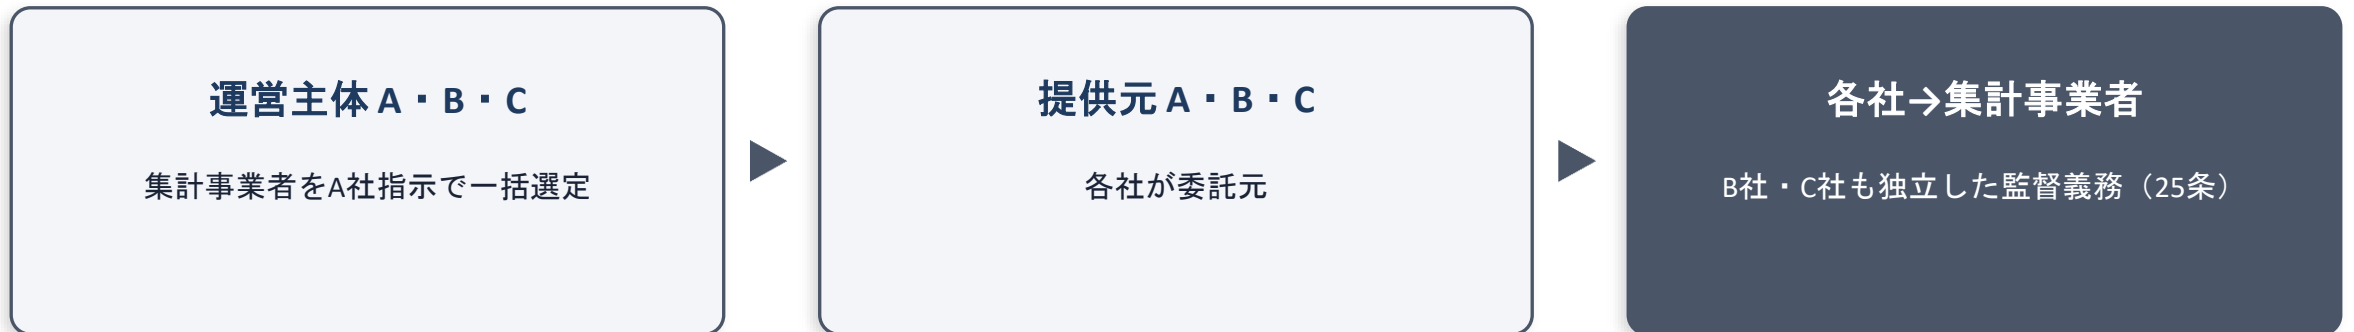 運営主体 A・B・C
集計事業者をA社指示で一括選定
提供元 A・B・C
各社が委託元
各社→集計事業者
B社・C社も独立した監督義務（25条）